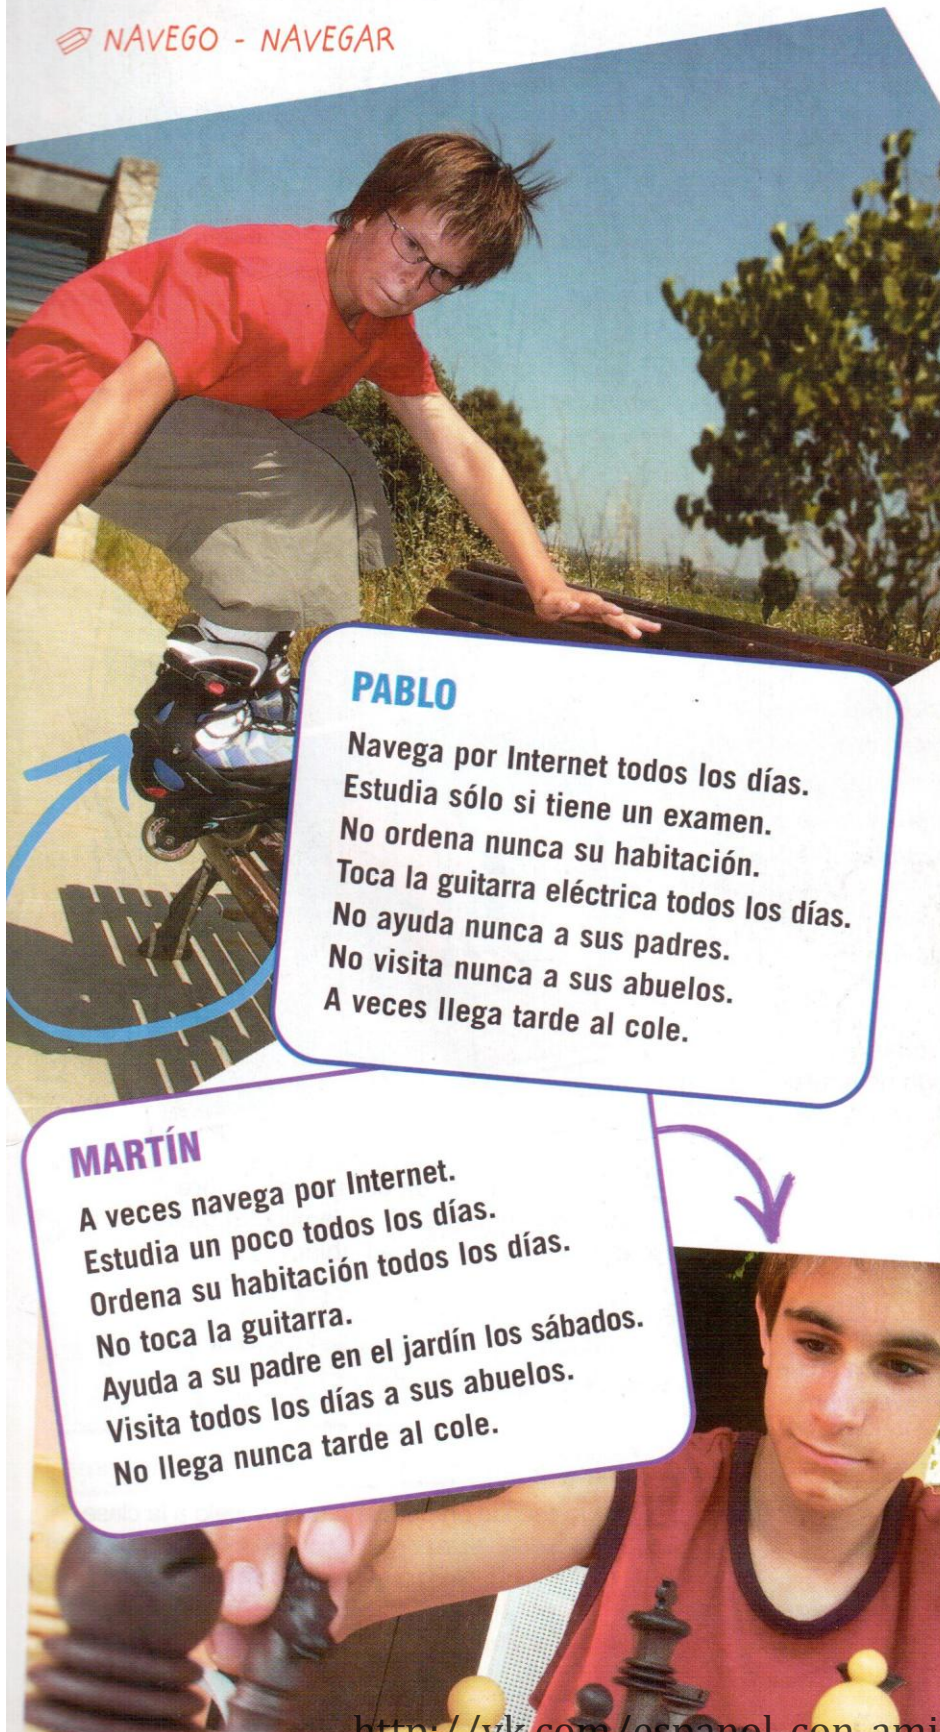 NAVEGO - NAVEGAR
PABLO
Navega por Internet todos los días.
Estudia sólo si tiene un examen.
No ordena nunca su habitación.
Toca la guitarra eléctrica todos los días.
No ayuda nunca a sus padres.
No visita nunca a sus abuelos.
A veces llega tarde al cole.
MARTÍN
A veces navega por Internet.
Estudia un poco todos los días.
Ordena su habitación todos los días.
No toca la guitarra.
Ayuda a su padre en el jardín los sábados.
Visita todos los días a sus abuelos.
No llega nunca tarde al cole.
http://vk.com/espanol_con_ami